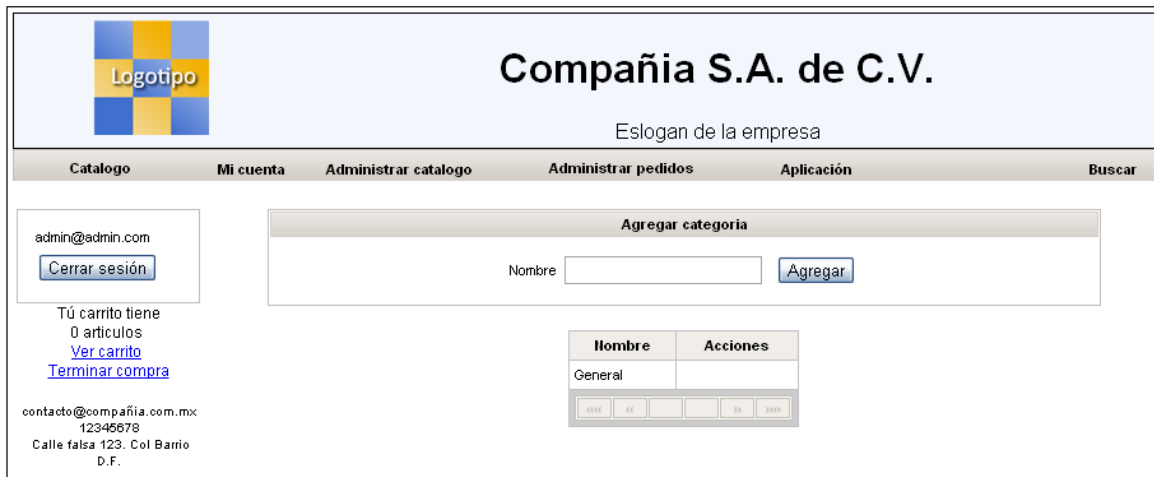 Logotipo
Compañia S.A. de C.V.
Eslogan de la empresa
Catalogo Mi cuenta Administrar catalogo Administrar pedidos Aplicación Buscar
admin@admin.com
Cerrar sesión
Tú carrito tiene
0 articulos
Ver carrito
Terminar compra
contacto@compañia.com.mx
12345678
Calle falsa 123. Col Barrio
D.F.
Agregar categoria
Nombre Agregar
Nombre Acciones
General
«« « » »»